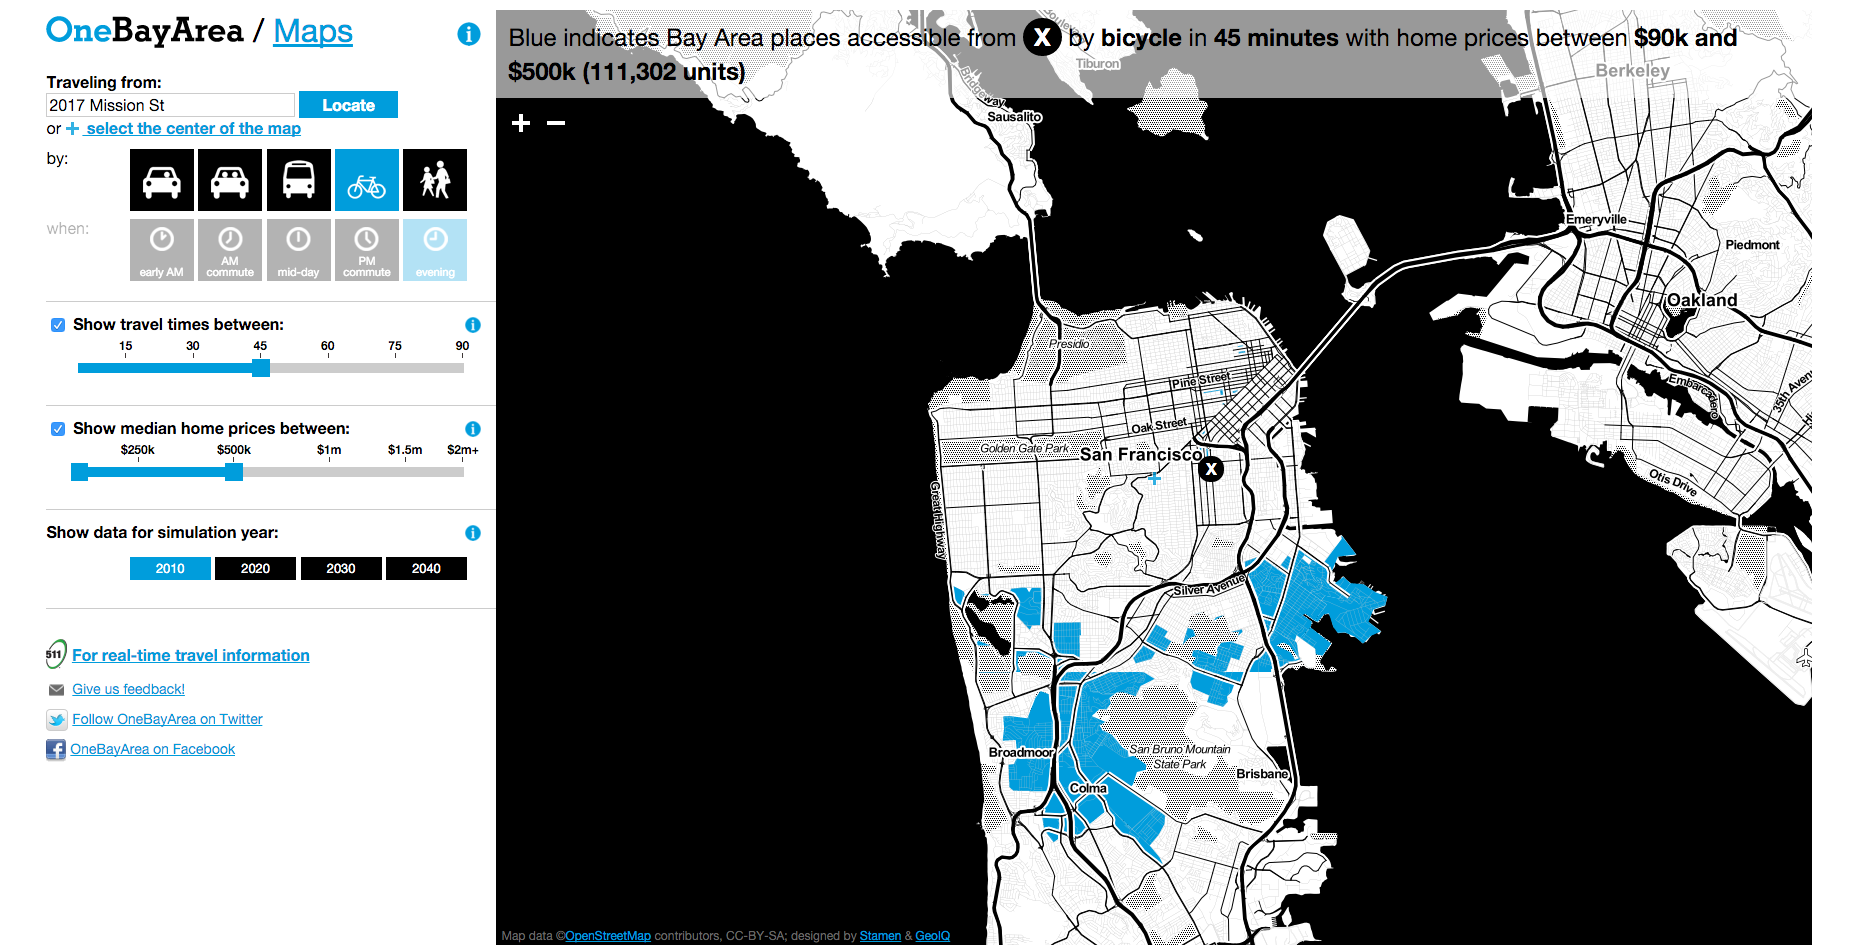 OneBayArea / Maps
Traveling from:
2017 Mission St
Locate
or + select the center of the map
by:
when:
early AM
AM commute
mid-day
PM commute
evening
Show travel times between:
15 30 45 60 75 90
Show median home prices between:
$250k $500k $1m $1.5m $2m+
Show data for simulation year:
2010 2020 2030 2040
511 For real-time travel information
Give us feedback!
Follow OneBayArea on Twitter
OneBayArea on Facebook
Blue indicates Bay Area places accessible from X by bicycle in 45 minutes with home prices between $90k and
$500k (111,302 units)
Tiburon
Berkeley
Bridgeway
Sausalito
Emeryville
Piedmont
Oakland
Presidio
Pine Street
Embarcadero
35th Aven
Oak Street
Golden Gate Park
San Francisco
X
Great Highway
Otis Drive
Silver Avenue
Broadmoor
San Bruno Mountain
State Park
Brisbane
Colma
Map data ©OpenStreetMap contributors, CC-BY-SA; designed by Stamen & GeoIQ